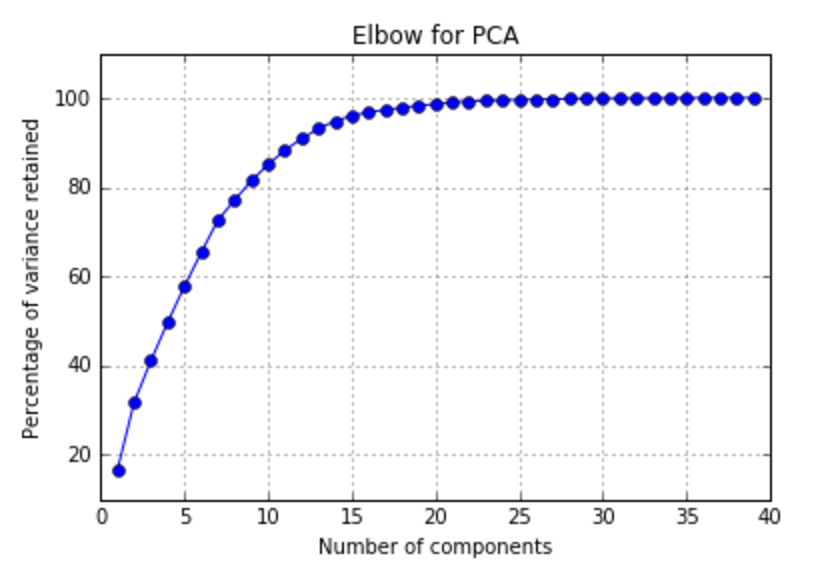 Elbow for PCA
Percentage of variance retained
100
80
60
40
20
0 5 10 15 20 25 30 35 40
Number of components